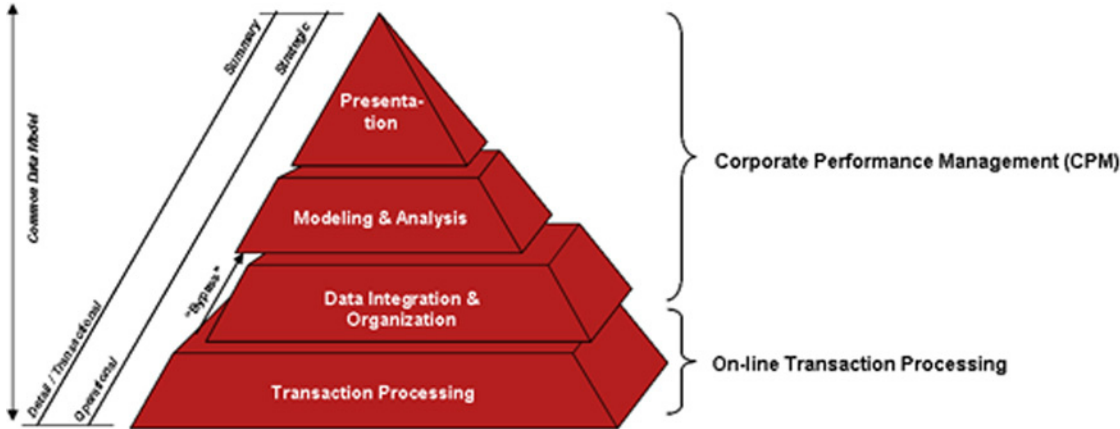 Summary
Strategic
Common Data Model
Detail / Transactional
Operational
"Bypass"
Presenta-
tion
Modeling & Analysis
Data Integration &
Organization
Transaction Processing
Corporate Performance Management (CPM)
On-line Transaction Processing